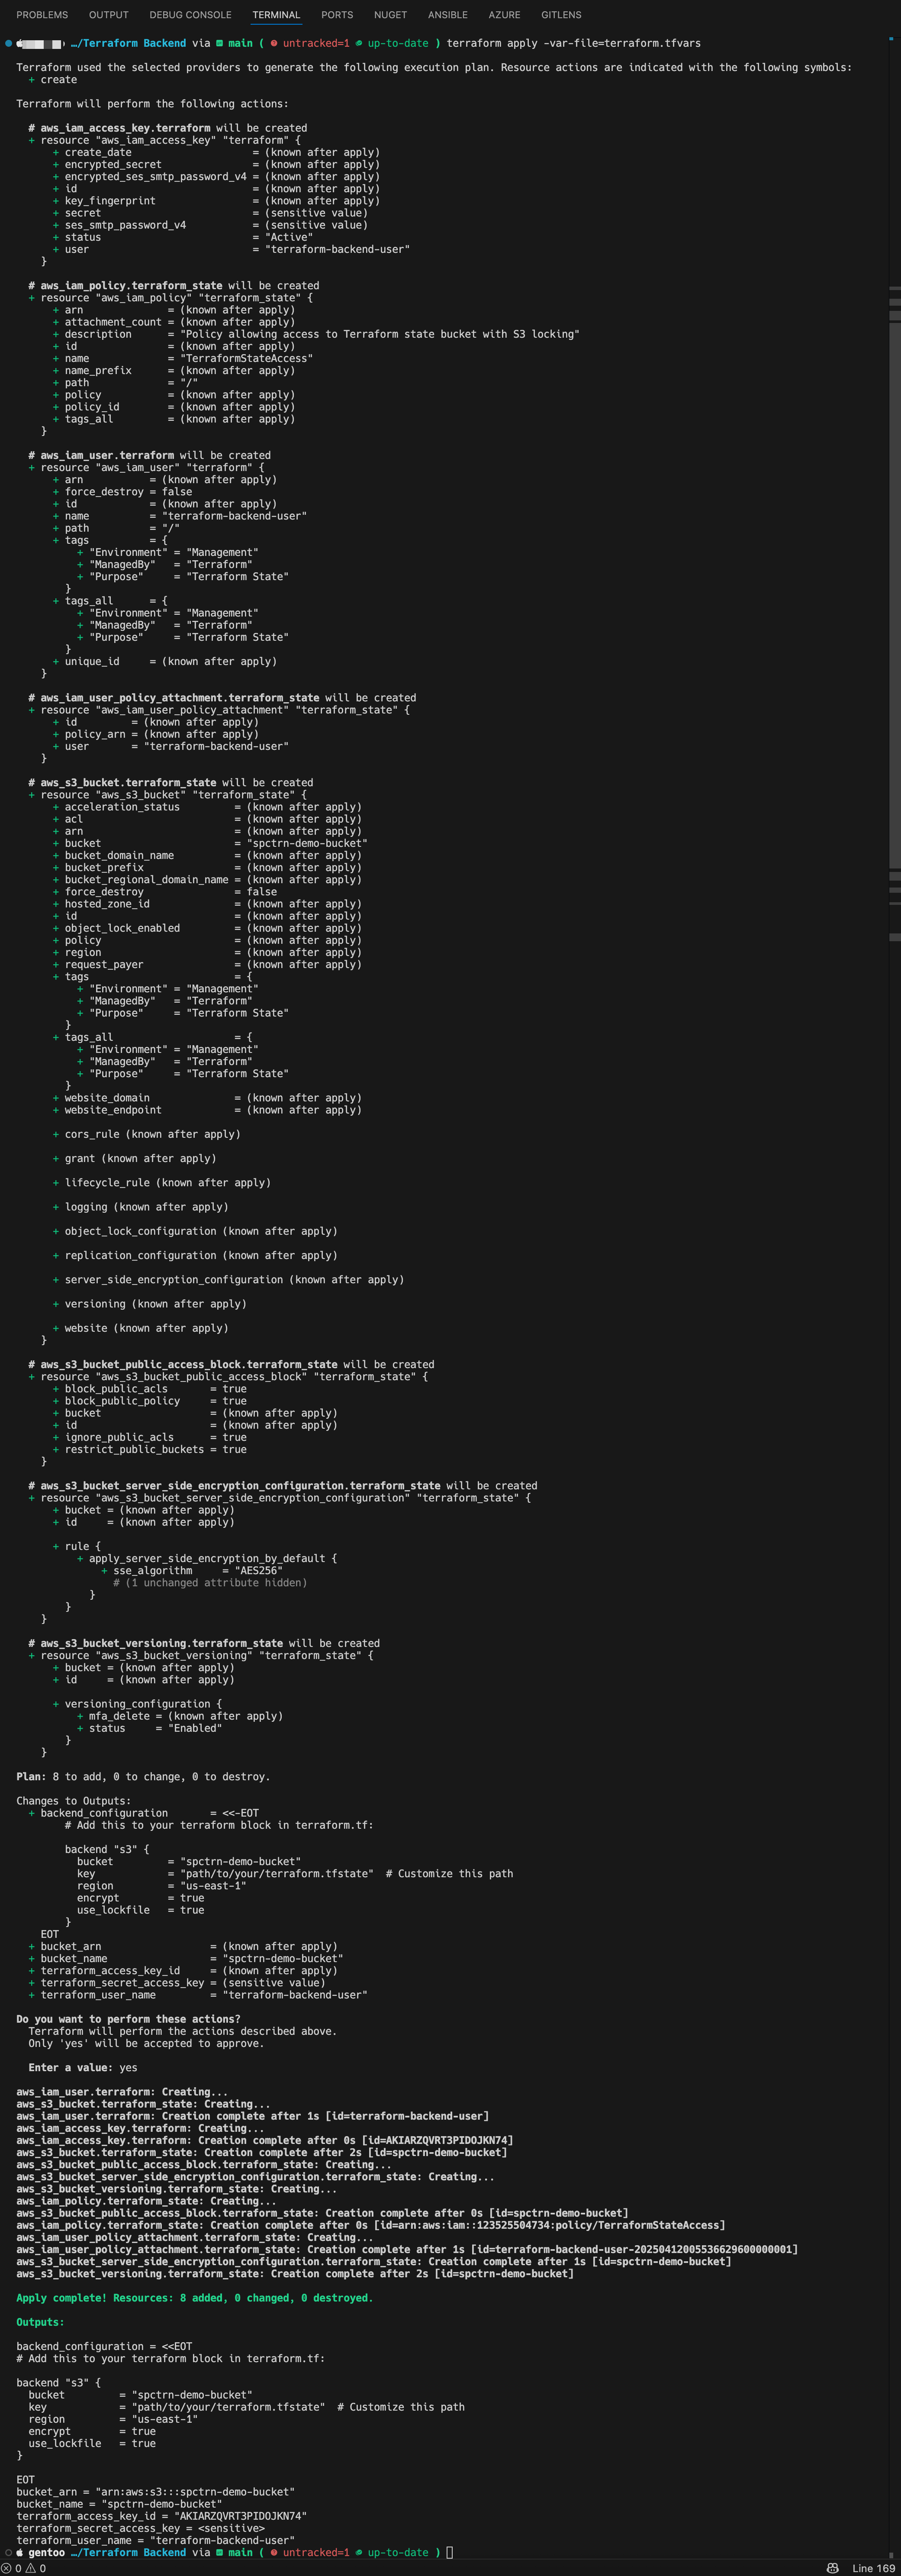 PROBLEMS OUTPUT DEBUG CONSOLE TERMINAL PORTS NUGET ANSIBLE AZURE GITLENS
…/Terraform Backend via main ( untracked=1 up-to-date ) terraform apply -var-file=terraform.tfvars
Terraform used the selected providers to generate the following execution plan. Resource actions are indicated with the following symbols:
  + create
Terraform will perform the following actions:
  # aws_iam_access_key.terraform will be created
  + resource "aws_iam_access_key" "terraform" {
      + create_date                    = (known after apply)
      + encrypted_secret               = (known after apply)
      + encrypted_ses_smtp_password_v4 = (known after apply)
      + id                             = (known after apply)
      + key_fingerprint                = (known after apply)
      + secret                         = (sensitive value)
      + ses_smtp_password_v4           = (sensitive value)
      + status                         = "Active"
      + user                           = "terraform-backend-user"
    }
  # aws_iam_policy.terraform_state will be created
  + resource "aws_iam_policy" "terraform_state" {
      + arn              = (known after apply)
      + attachment_count = (known after apply)
      + description      = "Policy allowing access to Terraform state bucket with S3 locking"
      + id               = (known after apply)
      + name             = "TerraformStateAccess"
      + name_prefix      = (known after apply)
      + path             = "/"
      + policy           = (known after apply)
      + policy_id        = (known after apply)
      + tags_all         = (known after apply)
    }
  # aws_iam_user.terraform will be created
  + resource "aws_iam_user" "terraform" {
      + arn           = (known after apply)
      + force_destroy = false
      + id            = (known after apply)
      + name          = "terraform-backend-user"
      + path          = "/"
      + tags          = {
          + "Environment" = "Management"
          + "ManagedBy"   = "Terraform"
          + "Purpose"     = "Terraform State"
        }
      + tags_all      = {
          + "Environment" = "Management"
          + "ManagedBy"   = "Terraform"
          + "Purpose"     = "Terraform State"
        }
      + unique_id     = (known after apply)
    }
  # aws_iam_user_policy_attachment.terraform_state will be created
  + resource "aws_iam_user_policy_attachment" "terraform_state" {
      + id         = (known after apply)
      + policy_arn = (known after apply)
      + user       = "terraform-backend-user"
    }
  # aws_s3_bucket.terraform_state will be created
  + resource "aws_s3_bucket" "terraform_state" {
      + acceleration_status         = (known after apply)
      + acl                         = (known after apply)
      + arn                         = (known after apply)
      + bucket                      = "spctrn-demo-bucket"
      + bucket_domain_name          = (known after apply)
      + bucket_prefix               = (known after apply)
      + bucket_regional_domain_name = (known after apply)
      + force_destroy               = false
      + hosted_zone_id              = (known after apply)
      + id                          = (known after apply)
      + object_lock_enabled         = (known after apply)
      + policy                      = (known after apply)
      + region                      = (known after apply)
      + request_payer               = (known after apply)
      + tags                        = {
          + "Environment" = "Management"
          + "ManagedBy"   = "Terraform"
          + "Purpose"     = "Terraform State"
        }
      + tags_all                    = {
          + "Environment" = "Management"
          + "ManagedBy"   = "Terraform"
          + "Purpose"     = "Terraform State"
        }
      + website_domain              = (known after apply)
      + website_endpoint            = (known after apply)
      + cors_rule (known after apply)
      + grant (known after apply)
      + lifecycle_rule (known after apply)
      + logging (known after apply)
      + object_lock_configuration (known after apply)
      + replication_configuration (known after apply)
      + server_side_encryption_configuration (known after apply)
      + versioning (known after apply)
      + website (known after apply)
    }
  # aws_s3_bucket_public_access_block.terraform_state will be created
  + resource "aws_s3_bucket_public_access_block" "terraform_state" {
      + block_public_acls       = true
      + block_public_policy     = true
      + bucket                  = (known after apply)
      + id                      = (known after apply)
      + ignore_public_acls      = true
      + restrict_public_buckets = true
    }
  # aws_s3_bucket_server_side_encryption_configuration.terraform_state will be created
  + resource "aws_s3_bucket_server_side_encryption_configuration" "terraform_state" {
      + bucket = (known after apply)
      + id     = (known after apply)
      + rule {
          + apply_server_side_encryption_by_default {
              + sse_algorithm     = "AES256"
                # (1 unchanged attribute hidden)
            }
        }
    }
  # aws_s3_bucket_versioning.terraform_state will be created
  + resource "aws_s3_bucket_versioning" "terraform_state" {
      + bucket = (known after apply)
      + id     = (known after apply)
      + versioning_configuration {
          + mfa_delete = (known after apply)
          + status     = "Enabled"
        }
    }
Plan: 8 to add, 0 to change, 0 to destroy.
Changes to Outputs:
  + backend_configuration       = <<-EOT
        # Add this to your terraform block in terraform.tf:
        backend "s3" {
          bucket         = "spctrn-demo-bucket"
          key            = "path/to/your/terraform.tfstate"  # Customize this path
          region         = "us-east-1"
          encrypt        = true
          use_lockfile   = true
        }
    EOT
  + bucket_arn                  = (known after apply)
  + bucket_name                 = "spctrn-demo-bucket"
  + terraform_access_key_id     = (known after apply)
  + terraform_secret_access_key = (sensitive value)
  + terraform_user_name         = "terraform-backend-user"
Do you want to perform these actions?
  Terraform will perform the actions described above.
  Only 'yes' will be accepted to approve.
  Enter a value: yes
aws_iam_user.terraform: Creating...
aws_s3_bucket.terraform_state: Creating...
aws_iam_user.terraform: Creation complete after 1s [id=terraform-backend-user]
aws_iam_access_key.terraform: Creating...
aws_iam_access_key.terraform: Creation complete after 0s [id=AKIARZQVRT3PIDOJKN74]
aws_s3_bucket.terraform_state: Creation complete after 2s [id=spctrn-demo-bucket]
aws_s3_bucket_public_access_block.terraform_state: Creating...
aws_s3_bucket_server_side_encryption_configuration.terraform_state: Creating...
aws_s3_bucket_versioning.terraform_state: Creating...
aws_iam_policy.terraform_state: Creating...
aws_s3_bucket_public_access_block.terraform_state: Creation complete after 0s [id=spctrn-demo-bucket]
aws_iam_policy.terraform_state: Creation complete after 0s [id=arn:aws:iam::123525504734:policy/TerraformStateAccess]
aws_iam_user_policy_attachment.terraform_state: Creating...
aws_iam_user_policy_attachment.terraform_state: Creation complete after 1s [id=terraform-backend-user-20250412005536629600000001]
aws_s3_bucket_server_side_encryption_configuration.terraform_state: Creation complete after 1s [id=spctrn-demo-bucket]
aws_s3_bucket_versioning.terraform_state: Creation complete after 2s [id=spctrn-demo-bucket]
Apply complete! Resources: 8 added, 0 changed, 0 destroyed.
Outputs:
backend_configuration = <<EOT
# Add this to your terraform block in terraform.tf:
backend "s3" {
  bucket         = "spctrn-demo-bucket"
  key            = "path/to/your/terraform.tfstate"  # Customize this path
  region         = "us-east-1"
  encrypt        = true
  use_lockfile   = true
}
EOT
bucket_arn = "arn:aws:s3:::spctrn-demo-bucket"
bucket_name = "spctrn-demo-bucket"
terraform_access_key_id = "AKIARZQVRT3PIDOJKN74"
terraform_secret_access_key = <sensitive>
terraform_user_name = "terraform-backend-user"
gentoo …/Terraform Backend via main ( untracked=1 up-to-date )
0 0 Line 169